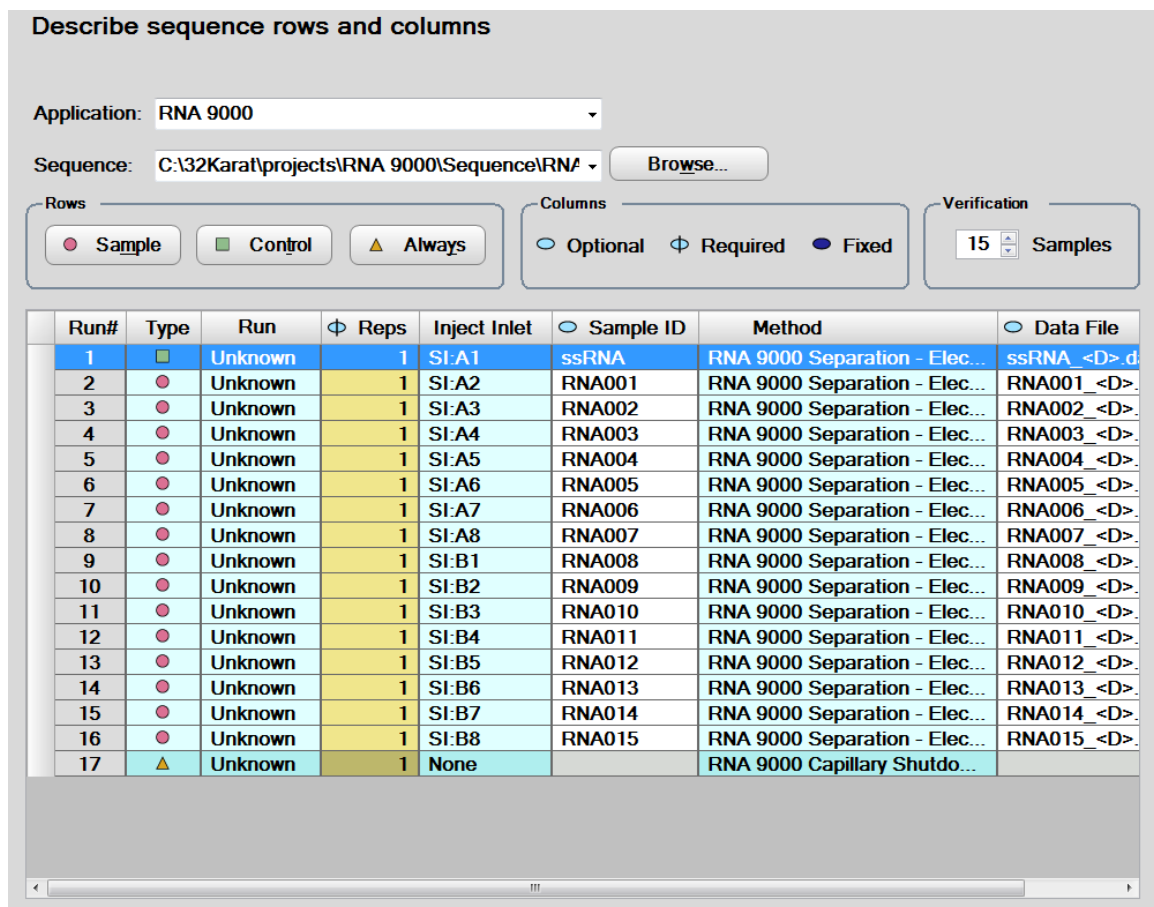 Describe sequence rows and columns
Application: RNA 9000
Sequence: C:\32Karat\projects\RNA 9000\Sequence\RNA Browse...
Rows Columns Verification
Sample Control Always Optional Required Fixed 15 Samples
Run# Type Run Reps Inject Inlet Sample ID Method Data File
1 Unknown 1 SI:A1 ssRNA RNA 9000 Separation - Elec... ssRNA_<D>.da
2 Unknown 1 SI:A2 RNA001 RNA 9000 Separation - Elec... RNA001_<D>.
3 Unknown 1 SI:A3 RNA002 RNA 9000 Separation - Elec... RNA002_<D>.
4 Unknown 1 SI:A4 RNA003 RNA 9000 Separation - Elec... RNA003_<D>.
5 Unknown 1 SI:A5 RNA004 RNA 9000 Separation - Elec... RNA004_<D>.
6 Unknown 1 SI:A6 RNA005 RNA 9000 Separation - Elec... RNA005_<D>.
7 Unknown 1 SI:A7 RNA006 RNA 9000 Separation - Elec... RNA006_<D>.
8 Unknown 1 SI:A8 RNA007 RNA 9000 Separation - Elec... RNA007_<D>.
9 Unknown 1 SI:B1 RNA008 RNA 9000 Separation - Elec... RNA008_<D>.
10 Unknown 1 SI:B2 RNA009 RNA 9000 Separation - Elec... RNA009_<D>.
11 Unknown 1 SI:B3 RNA010 RNA 9000 Separation - Elec... RNA010_<D>.
12 Unknown 1 SI:B4 RNA011 RNA 9000 Separation - Elec... RNA011_<D>.
13 Unknown 1 SI:B5 RNA012 RNA 9000 Separation - Elec... RNA012_<D>.
14 Unknown 1 SI:B6 RNA013 RNA 9000 Separation - Elec... RNA013_<D>.
15 Unknown 1 SI:B7 RNA014 RNA 9000 Separation - Elec... RNA014_<D>.
16 Unknown 1 SI:B8 RNA015 RNA 9000 Separation - Elec... RNA015_<D>.
17 Unknown 1 None RNA 9000 Capillary Shutdo...